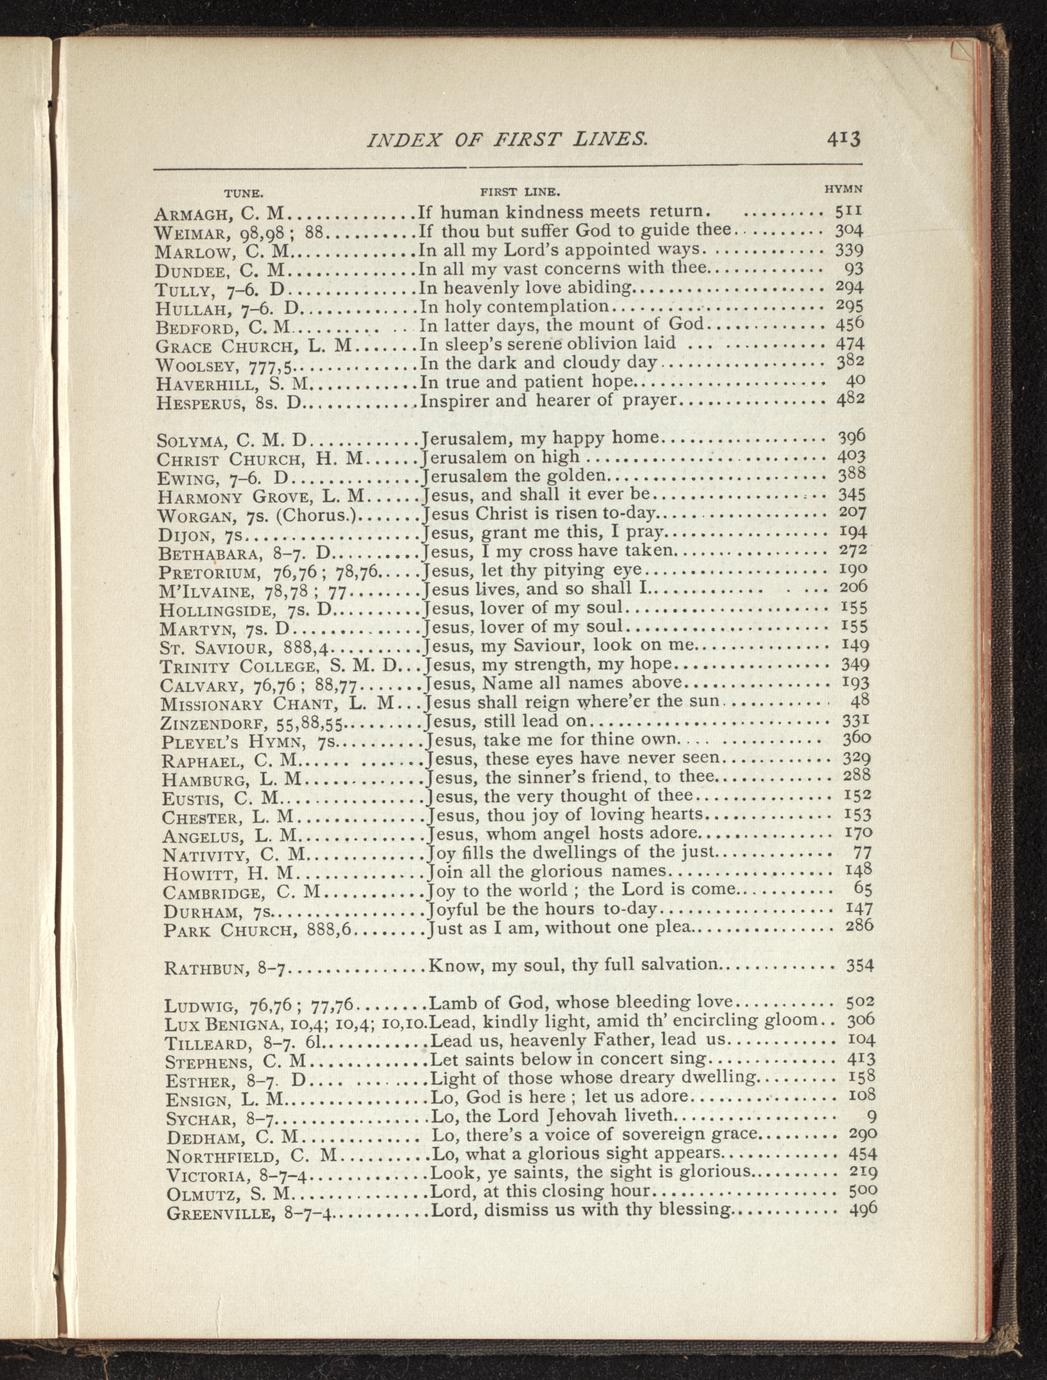 INDEX OF FIRST LINES. 413
TUNE. FIRST LINE. HYMN
ARMAGH, C. M..............If human kindness meets return. ......... 511
WEIMAR, 98,98 ; 88..........If thou but suffer God to guide thee.......... 304
MARLOW, C. M..............In all my Lord's appointed ways............. 339
DUNDEE, C. M..............In all my vast concerns with thee............. 93
TULLY, 7-6. D..............In heavenly love abiding..................... 294
HULLAH, 7-6. D.............In holy contemplation....................... 295
BEDFORD, C. M.......... .. In latter days, the mount of God............. 456
GRACE CHURCH, L. M.......In sleep's serene oblivion laid ... ............ 474
WOOLSEY, 777,5..............In the dark and cloudy day.................. 382
HAVERHILL, S. M............In true and patient hope..................... 40
HESPERUS, 8s. D.............Inspirer and hearer of prayer................ 482
SOLYMA, C. M. D............Jerusalem, my happy home.................. 396
CHRIST CHURCH, H. M......Jerusalem on high .......................... 403
EWING, 7-6. D..............Jerusalem the golden........................ 388
HARMONY GROVE, L. M......Jesus, and shall it ever be................... 345
WORGAN, 7s. (Chorus.).......Jesus Christ is risen to-day................... 207
DIJON, 7s...................Jesus, grant me this, I pray.................. 194
BETHABARA, 8-7. D..........Jesus, I my cross have taken................. 272
PRETORIUM, 76,76 ; 78,76.....Jesus, let thy pitying eye.................... 190
M'ILVAINE, 78,78 ; 77........Jesus lives, and so shall I............. . ... 206
HOLLINGSIDE, 7s. D..........Jesus, lover of my soul...................... 155
MARTYN, 7s. D..............Jesus, lover of my soul...................... 155
ST. SAVIOUR, 888,4..........Jesus, my Saviour, look on me............... 149
TRINITY COLLEGE, S. M. D...Jesus, my strength, my hope................. 349
CALVARY, 76,76 ; 88,77.......Jesus, Name all names above................ 193
MISSIONARY CHANT, L. M...Jesus shall reign where'er the sun............ 48
ZINZENDORF, 55,88,55.........Jesus, still lead on.......................... 331
PLEYEL'S HYMN, 7s..........Jesus, take me for thine own.... ........... 360
RAPHAEL, C. M...... .......Jesus, these eyes have never seen............ 329
HAMBURG, L. M.............Jesus, the sinner's friend, to thee............. 288
EUSTIS, C. M................Jesus, the very thought of thee............... 152
CHESTER, L. M..............Jesus, thou joy of loving hearts.............. 153
ANGELUS, L. M.............Jesus, whom angel hosts adore............... 170
NATIVITY, C. M.............Joy fills the dwellings of the just............. 77
HOWITT, H. M..............Join all the glorious names................... 148
CAMBRIDGE, C. M...........Joy to the world ; the Lord is come........... 65
DURHAM, 7s.................Joyful be the hours to-day................... 147
PARK CHURCH, 888,6........Just as I am, without one plea................ 286
RATHBUN, 8-7...............Know, my soul, thy full salvation............. 354
LUDWIG, 76,76 ; 77,76........Lamb of God, whose bleeding love........... 502
LUX BENIGNA, 10,4; 10,4; 10,10.Lead, kindly light, amid th' encircling gloom.. 306
TILLEARD, 8-7. 6l............Lead us, heavenly Father, lead us............ 104
STEPHENS, C. M.............Let saints below in concert sing.............. 413
ESTHER, 8-7. D.... ........Light of those whose dreary dwelling......... 158
ENSIGN, L. M...............Lo, God is here ; let us adore................ 108
SYCHAR, 8-7.................Lo, the Lord Jehovah liveth.................. 9
DEDHAM, C. M............. Lo, there's a voice of sovereign grace......... 290
NORTHFIELD, C. M..........Lo, what a glorious sight appears............. 454
VICTORIA, 8-7-4.............Look, ye saints, the sight is glorious.......... 219
OLMUTZ, S. M...............Lord, at this closing hour.................... 500
GREENVILLE, 8-7-4...........Lord, dismiss us with thy blessing............ 496